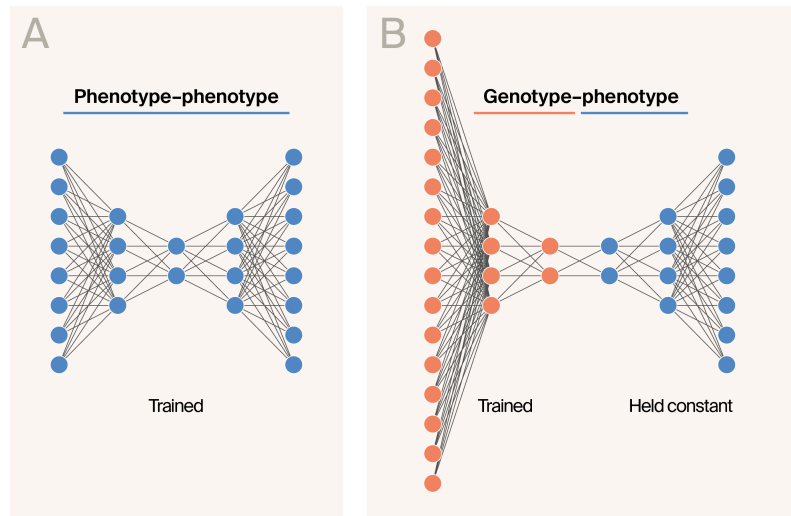 A
Phenotype–phenotype
Trained
B
Genotype–phenotype
Trained
Held constant